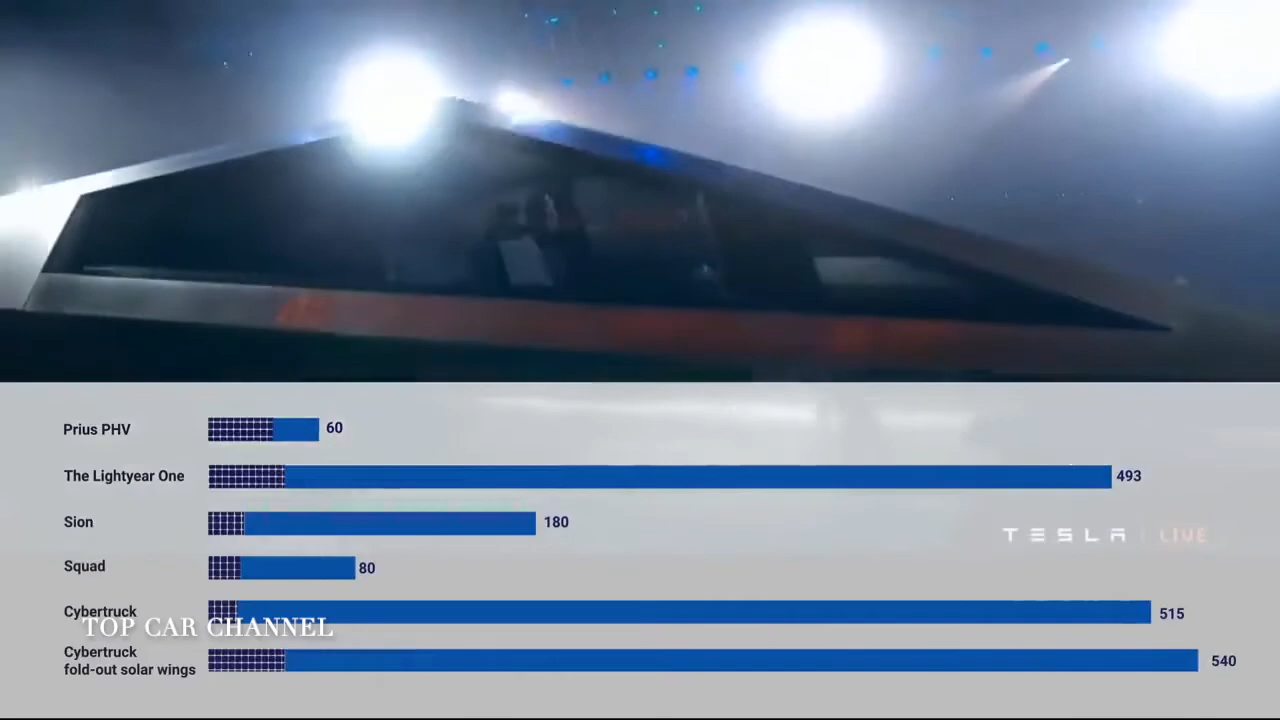 Prius PHV 60
The Lightyear One 493
Sion 180
TESLA LIVE
Squad 80
Cybertruck 515
TOP CAR CHANNEL
Cybertruck
fold-out solar wings 540